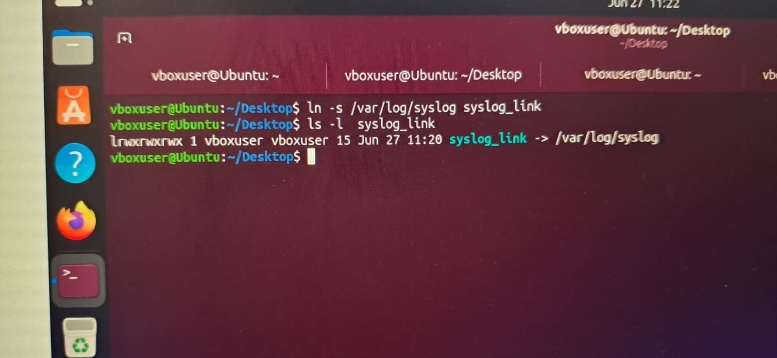 Jun 27 11:22
vboxuser@Ubuntu: ~/Desktop
~/Desktop
vboxuser@Ubuntu: ~
vboxuser@Ubuntu: ~/Desktop
vboxuser@Ubuntu: ~
vb
vboxuser@Ubuntu:~/Desktop$ ln -s /var/log/syslog syslog_link
vboxuser@Ubuntu:~/Desktop$ ls -l  syslog_link
lrwxrwxrwx 1 vboxuser vboxuser 15 Jun 27 11:20 syslog_link -> /var/log/syslog
vboxuser@Ubuntu:~/Desktop$